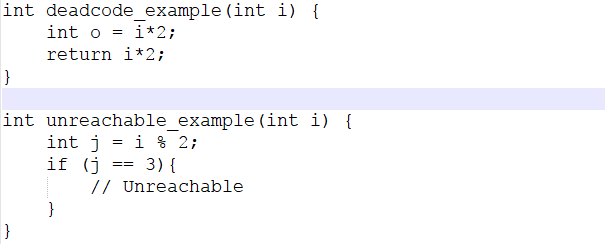 int deadcode_example(int i) {
    int o = i*2;
    return i*2;
}

int unreachable_example(int i) {
    int j = i % 2;
    if (j == 3){
        // Unreachable
    }
}